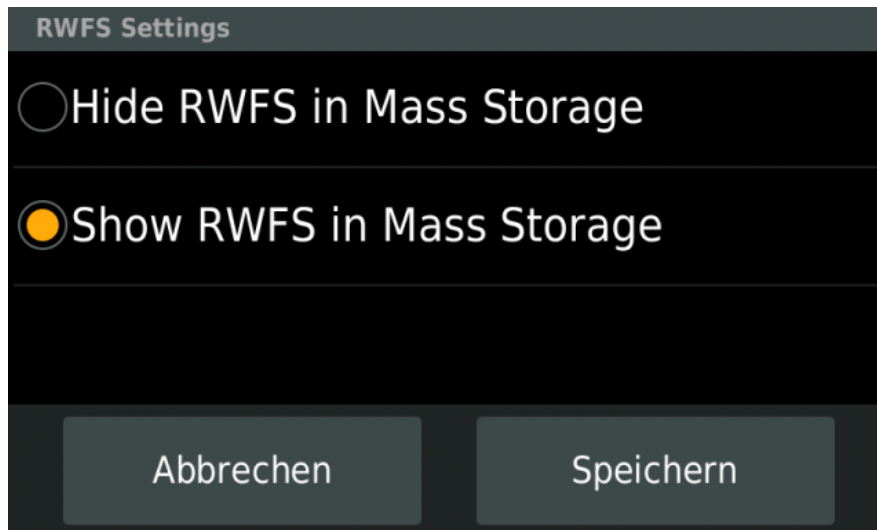 RWFS Settings
Hide RWFS in Mass Storage
Show RWFS in Mass Storage
Abbrechen
Speichern